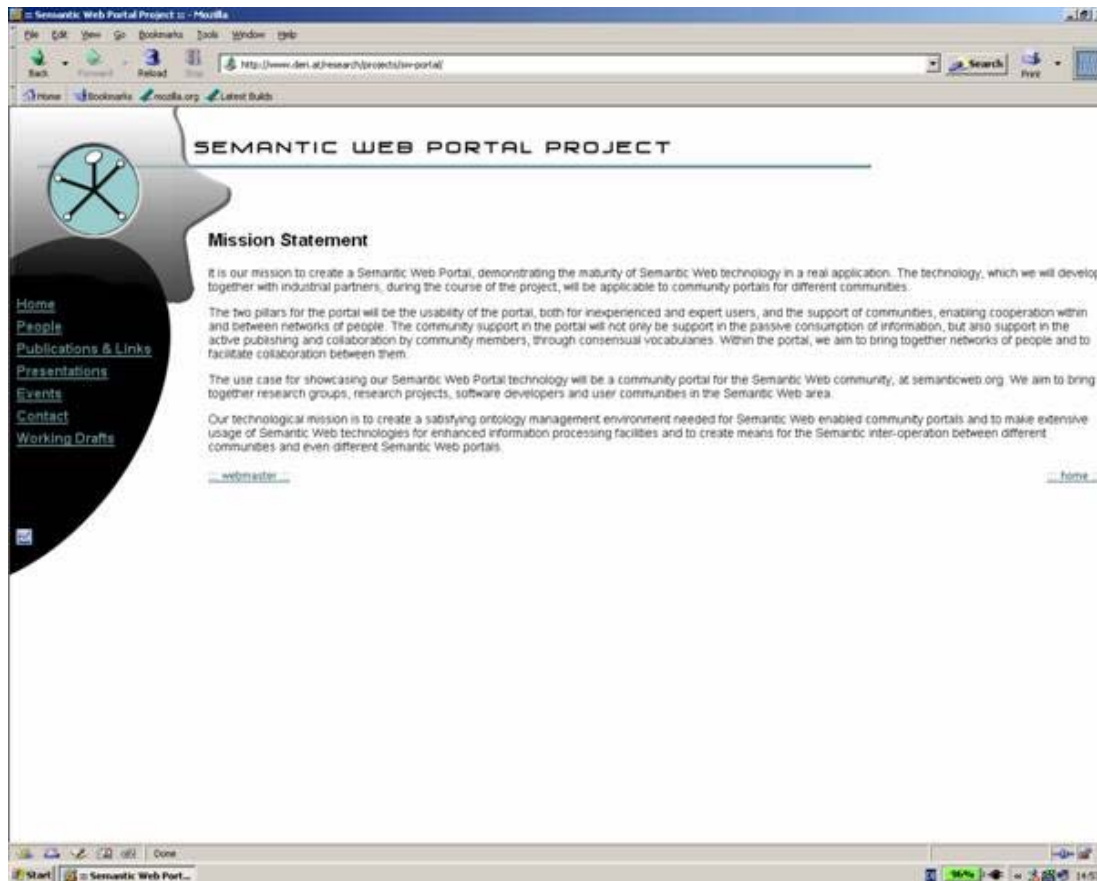 :: Semantic Web Portal Project :: - Mozilla
File Edit View Go Bookmarks Tools Window Help
Back Forward Reload Stop http://www.deri.at/research/projects/sw-portal/ Search Print
Home Bookmarks mozilla.org Latest Builds
SEMANTIC WEB PORTAL PROJECT
Home
People
Publications & Links
Presentations
Events
Contact
Working Drafts
Mission Statement
It is our mission to create a Semantic Web Portal, demonstrating the maturity of Semantic Web technology in a real application. The technology, which we will develop
together with industrial partners, during the course of the project, will be applicable to community portals for different communities.
The two pillars for the portal will be the usability of the portal, both for inexperienced and expert users, and the support of communities, enabling cooperation within
and between networks of people. The community support in the portal will not only be support in the passive consumption of information, but also support in the
active publishing and collaboration by community members, through consensual vocabularies. Within the portal, we aim to bring together networks of people and to
facilitate collaboration between them.
The use case for showcasing our Semantic Web Portal technology will be a community portal for the Semantic Web community, at semanticweb.org. We aim to bring
together research groups, research projects, software developers and user communities in the Semantic Web area.
Our technological mission is to create a satisfying ontology management environment needed for Semantic Web enabled community portals and to make extensive
usage of Semantic Web technologies for enhanced information processing facilities and to create means for the Semantic inter-operation between different
communities and even different Semantic Web portals.
::: webmaster ::: ::: home :
Done
Start :: Semantic Web Port... 96%